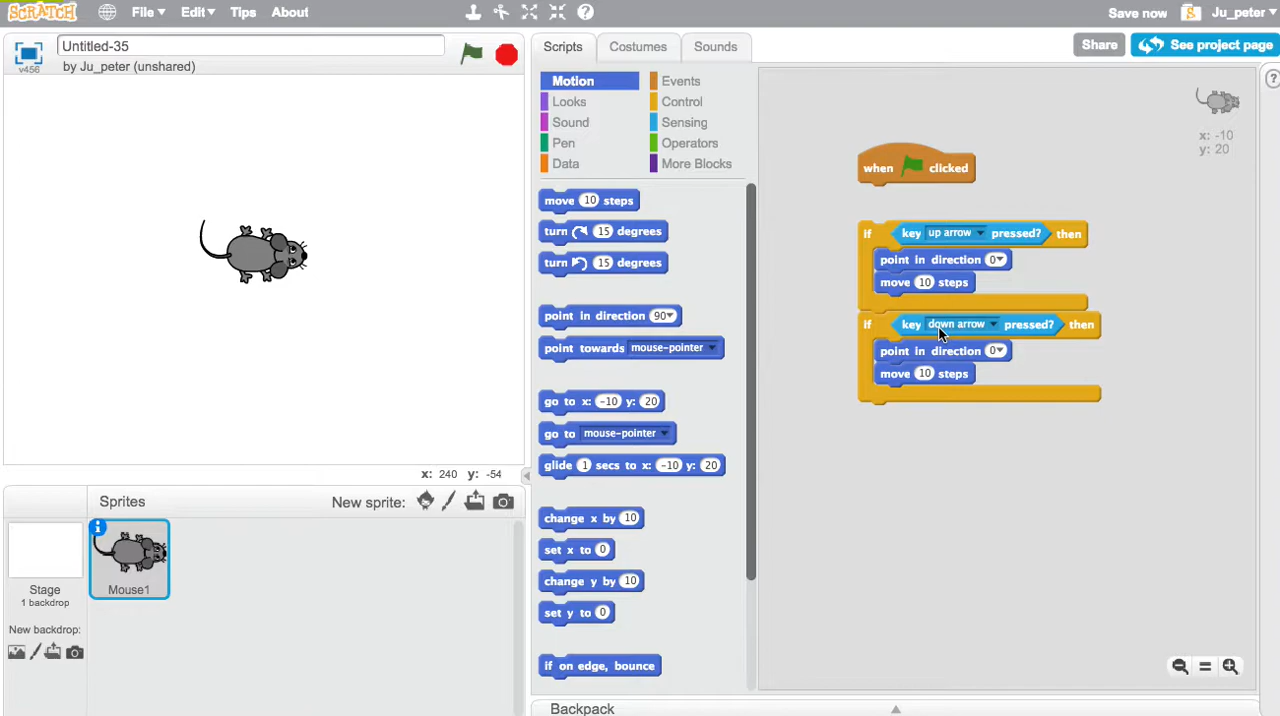 SCRATCH File Edit Tips About Save now Ju_peter
v456
Untitled-35
by Ju_peter (unshared)
x: 240 y: -54
Sprites New sprite:
Stage
1 backdrop
New backdrop:
Mouse1
Scripts Costumes Sounds Share See project page
Motion Events
Looks Control
Sound Sensing
Pen Operators
Data More Blocks
move 10 steps
turn 15 degrees
turn 15 degrees
point in direction 90
point towards mouse-pointer
go to x: -10 y: 20
go to mouse-pointer
glide 1 secs to x: -10 y: 20
change x by 10
set x to 0
change y by 10
set y to 0
if on edge, bounce
x: -10
y: 20
when clicked
if key up arrow pressed? then
point in direction 0
move 10 steps
if key down arrow pressed? then
point in direction 0
move 10 steps
Backpack